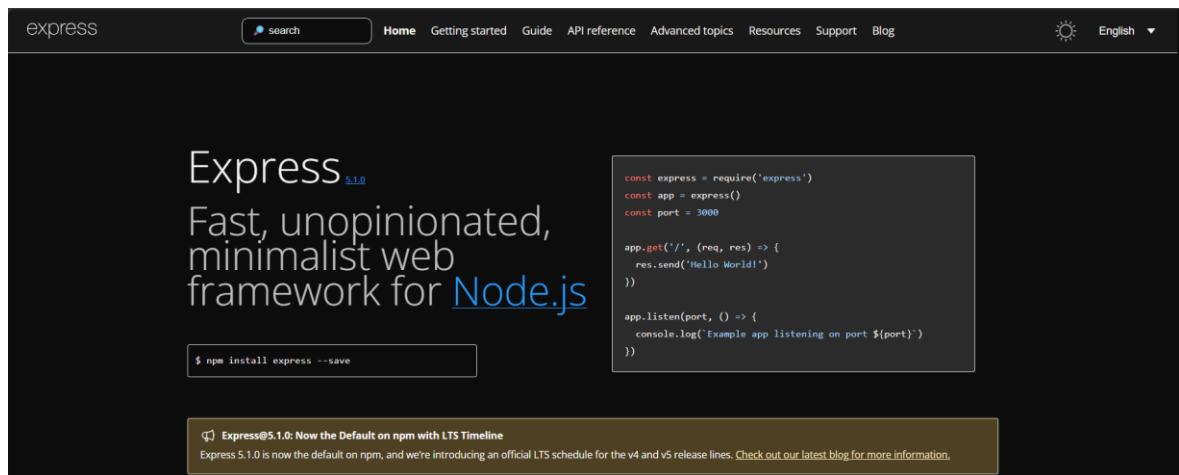 express
search
Home Getting started Guide API reference Advanced topics Resources Support Blog
English
Express 5.1.0
Fast, unopinionated,
minimalist web
framework for Node.js
$ npm install express --save
const express = require('express')
const app = express()
const port = 3000
app.get('/', (req, res) => {
  res.send('Hello World!')
})
app.listen(port, () => {
  console.log(`Example app listening on port ${port}`)
})
Express@5.1.0: Now the Default on npm with LTS Timeline
Express 5.1.0 is now the default on npm, and we're introducing an official LTS schedule for the v4 and v5 release lines. Check out our latest blog for more information.